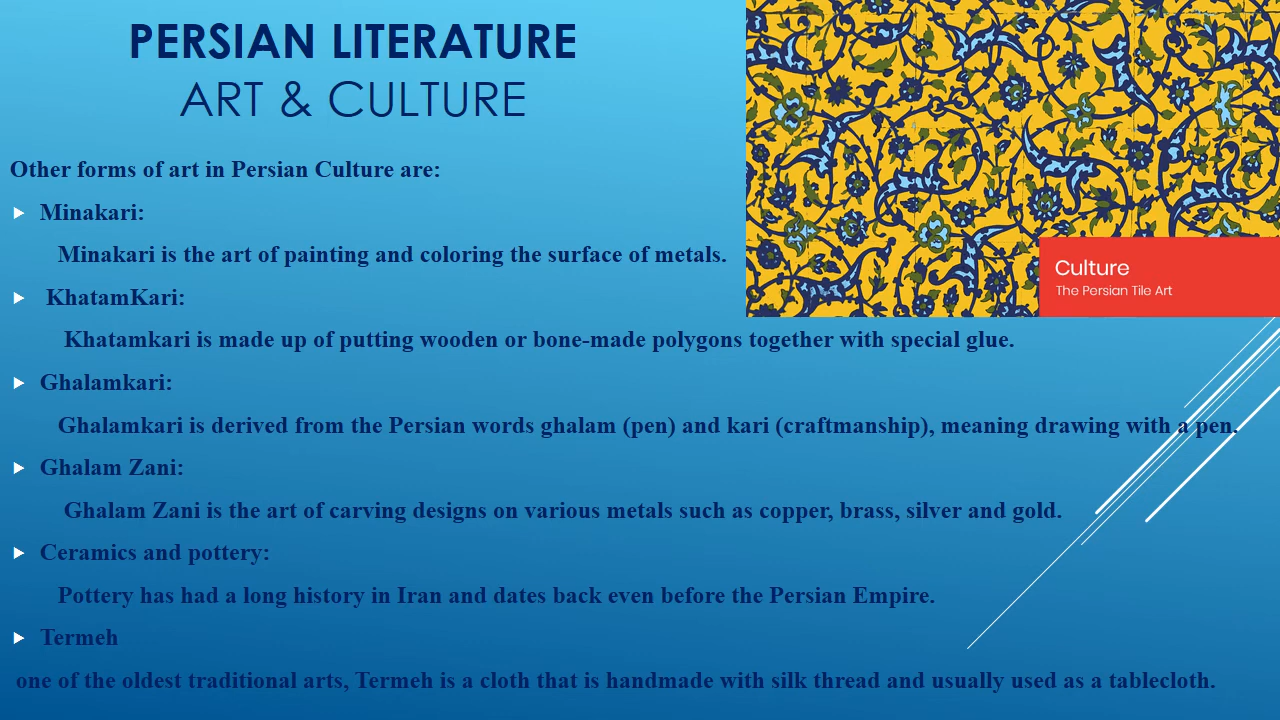 PERSIAN LITERATURE
ART & CULTURE
Other forms of art in Persian Culture are:
Minakari:
Minakari is the art of painting and coloring the surface of metals.
KhatamKari:
Khatamkari is made up of putting wooden or bone-made polygons together with special glue.
Ghalamkari:
Ghalamkari is derived from the Persian words ghalam (pen) and kari (craftmanship), meaning drawing with a pen.
Ghalam Zani:
Ghalam Zani is the art of carving designs on various metals such as copper, brass, silver and gold.
Ceramics and pottery:
Pottery has had a long history in Iran and dates back even before the Persian Empire.
Termeh
one of the oldest traditional arts, Termeh is a cloth that is handmade with silk thread and usually used as a tablecloth.
Culture
The Persian Tile Art